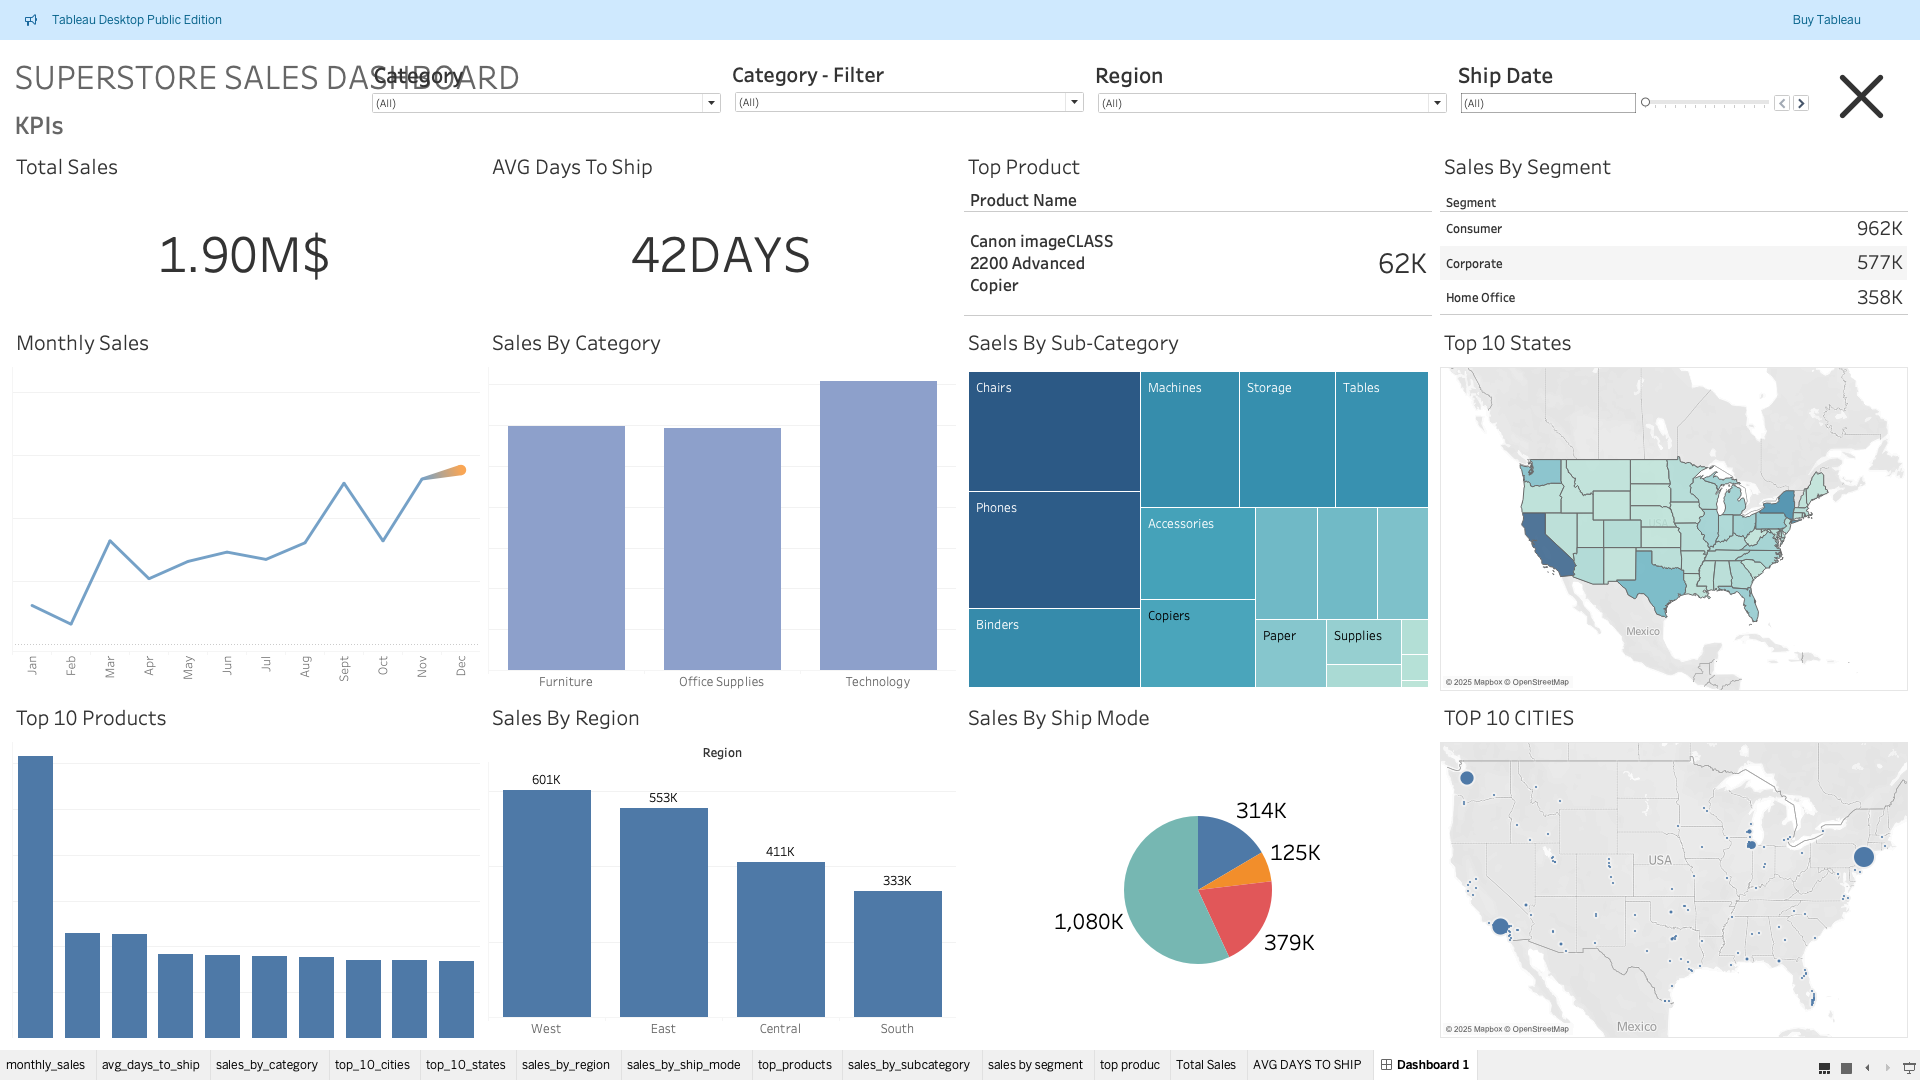 Tableau Desktop Public Edition
Buy Tableau
SUPERSTORE SALES DASHBOARD
Category
(All)
Category - Filter
(All)
Region
(All)
Ship Date
(All)
KPIs
Total Sales
1.90M$
AVG Days To Ship
42DAYS
Top Product
Product Name
Canon imageCLASS
2200 Advanced
Copier
62K
Sales By Segment
Segment
Consumer 962K
Corporate 577K
Home Office 358K
Monthly Sales
Jan Feb Mar Apr May Jun Jul Aug Sept Oct Nov Dec
Sales By Category
Furniture Office Supplies Technology
Saels By Sub-Category
Chairs
Machines
Storage
Tables
Phones
Accessories
Binders
Copiers
Paper
Supplies
Top 10 States
USA
Mexico
© 2025 Mapbox © OpenStreetMap
Top 10 Products
Sales By Region
Region
601K
553K
411K
333K
West East Central South
Sales By Ship Mode
314K
125K
1,080K
379K
TOP 10 CITIES
USA
Mexico
© 2025 Mapbox © OpenStreetMap
monthly_sales avg_days_to_ship sales_by_category top_10_cities top_10_states sales_by_region sales_by_ship_mode top_products sales_by_subcategory sales by segment top produc Total Sales AVG DAYS TO SHIP Dashboard 1